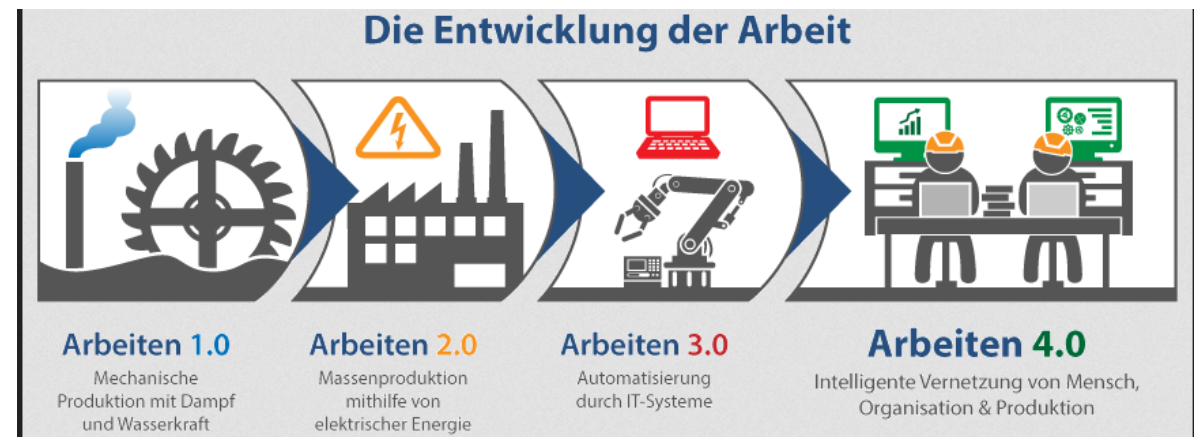 Die Entwicklung der Arbeit
Arbeiten 1.0
Mechanische
Produktion mit Dampf
und Wasserkraft
Arbeiten 2.0
Massenproduktion
mithilfe von
elektrischer Energie
Arbeiten 3.0
Automatisierung
durch IT-Systeme
Arbeiten 4.0
Intelligente Vernetzung von Mensch,
Organisation & Produktion